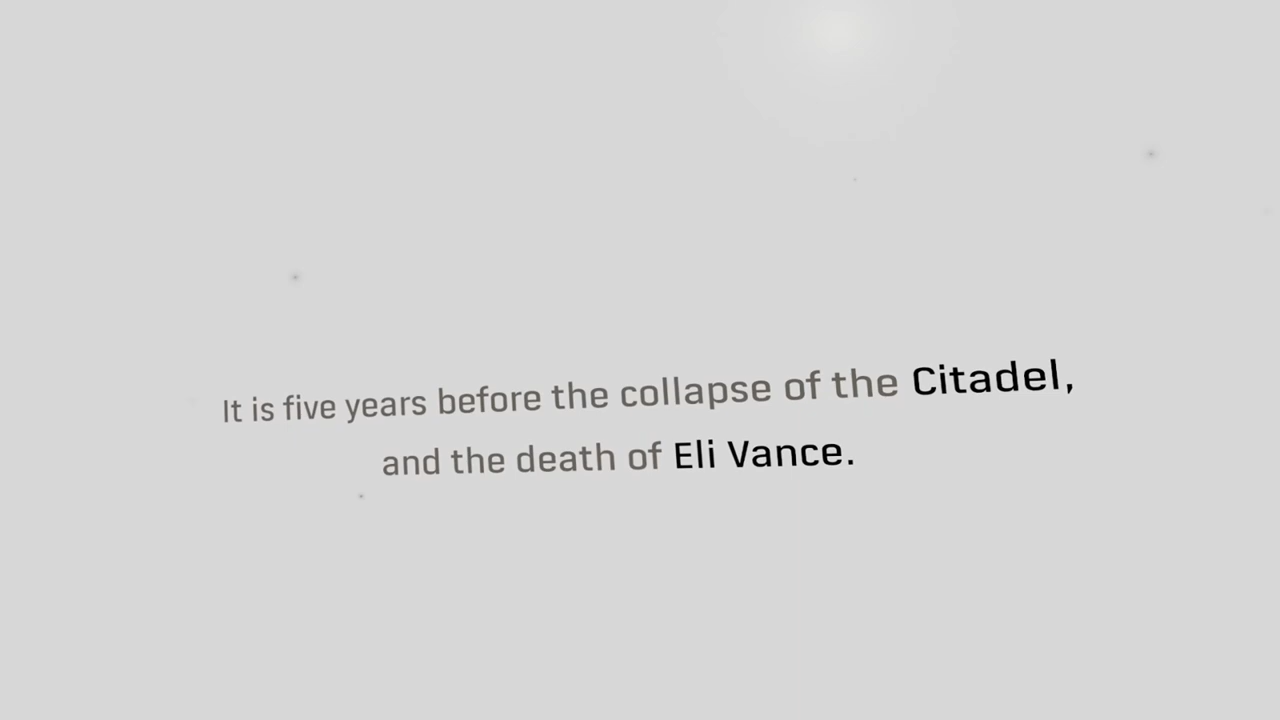 It is five years before the collapse of the Citadel,
and the death of Eli Vance.